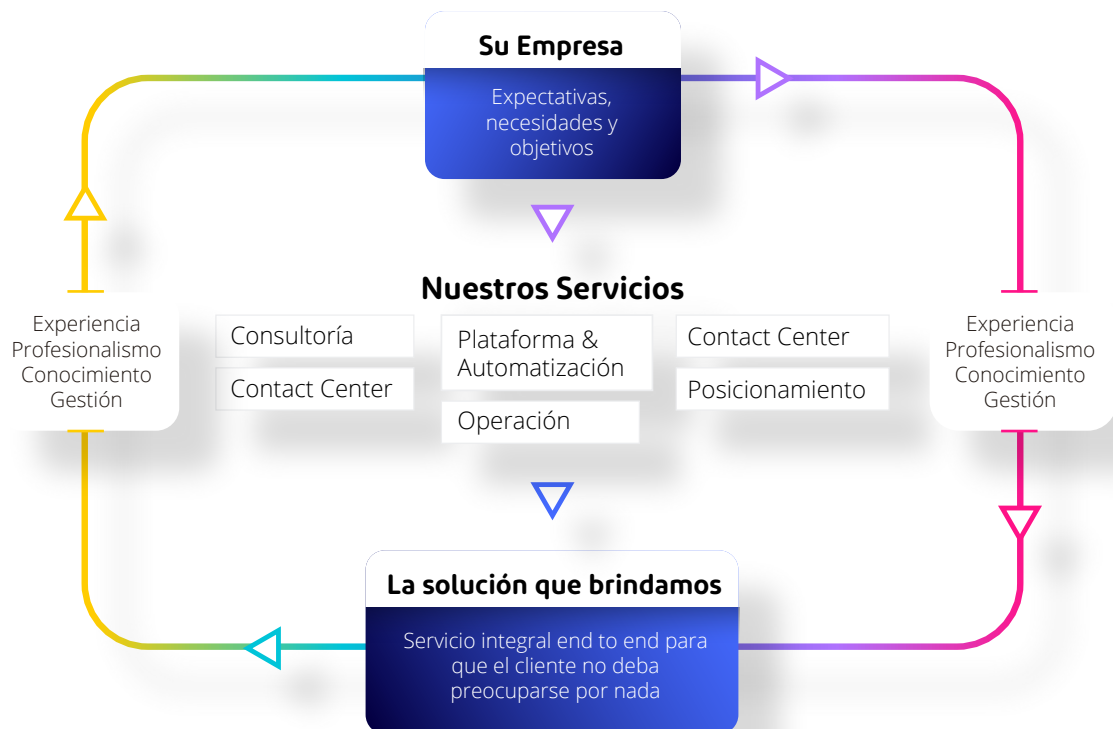 Su Empresa
Expectativas,
necesidades y
objetivos
Nuestros Servicios
Experiencia
Profesionalismo
Conocimiento
Gestión
Consultoría
Contact Center
Plataforma &
Automatización
Operación
Contact Center
Posicionamiento
Experiencia
Profesionalismo
Conocimiento
Gestión
La solución que brindamos
Servicio integral end to end para
que el cliente no deba
preocuparse por nada